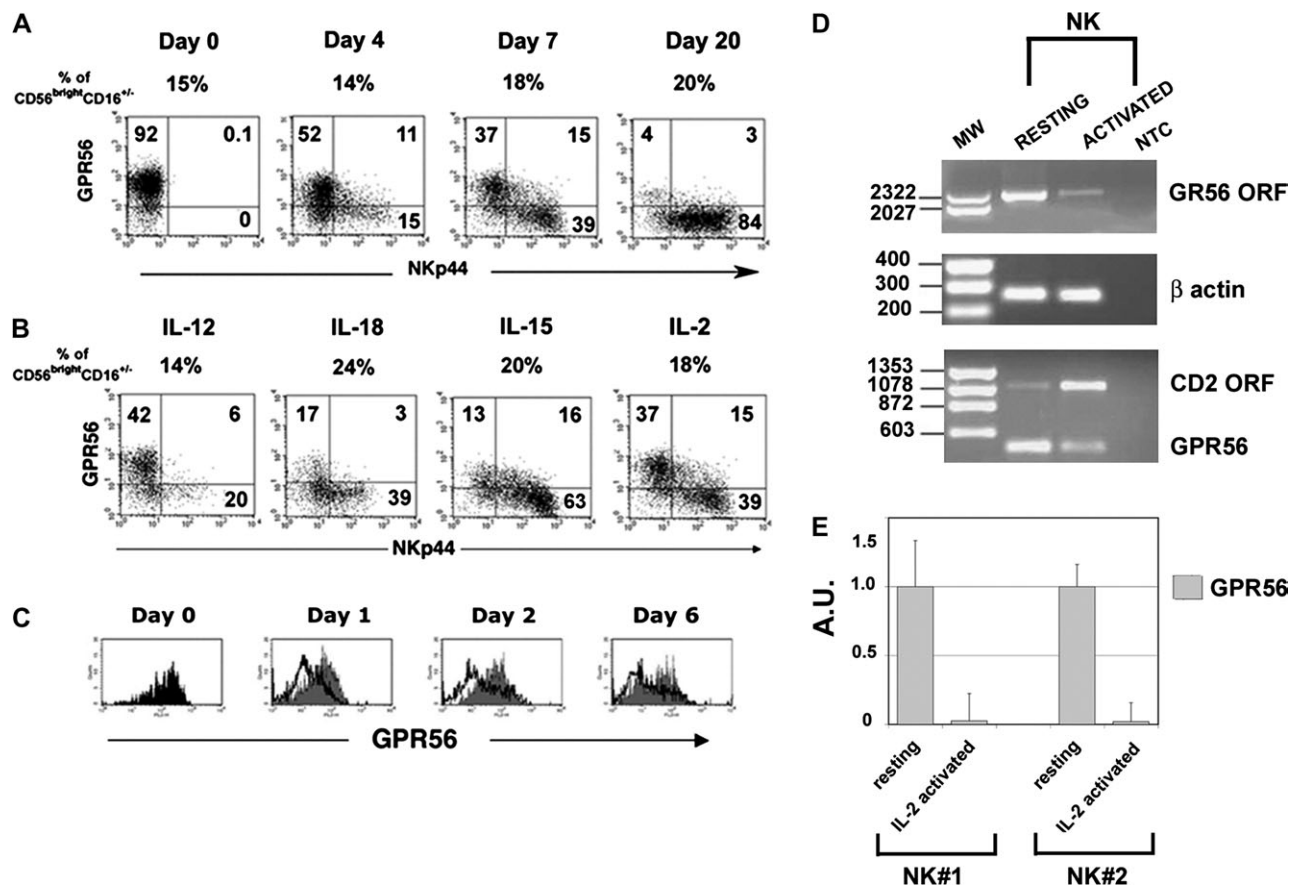 A
Day 0 Day 4 Day 7 Day 20
% of
CD56brightCD16+/-
15% 14% 18% 20%
92 0.1 0
52 11 15
37 15 39
4 3 84
GPR56
NKp44
B
IL-12 IL-18 IL-15 IL-2
% of
CD56brightCD16+/-
14% 24% 20% 18%
42 6 20
17 3 39
13 16 63
37 15 39
GPR56
NKp44
C
Day 0 Day 1 Day 2 Day 6
GPR56
D
NK
MW RESTING ACTIVATED NTC
2322
2027
GR56 ORF
400
300
200
β actin
1353
1078
872
603
CD2 ORF
GPR56
E
A.U.
1.5
1.0
0.5
0
GPR56
resting IL-2 activated resting IL-2 activated
NK#1 NK#2